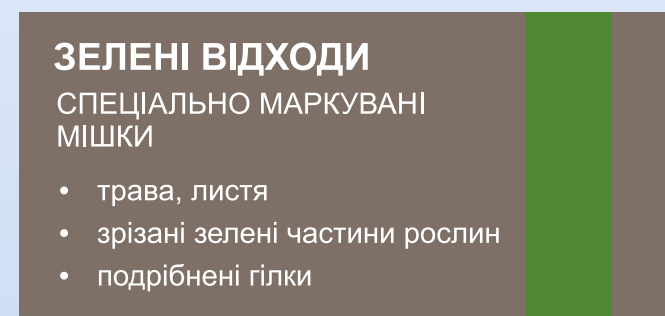 ЗЕЛЕНІ ВІДХОДИ
СПЕЦІАЛЬНО МАРКУВАНІ
МІШКИ
• трава, листя
• зрізані зелені частини рослин
• подрібнені гілки